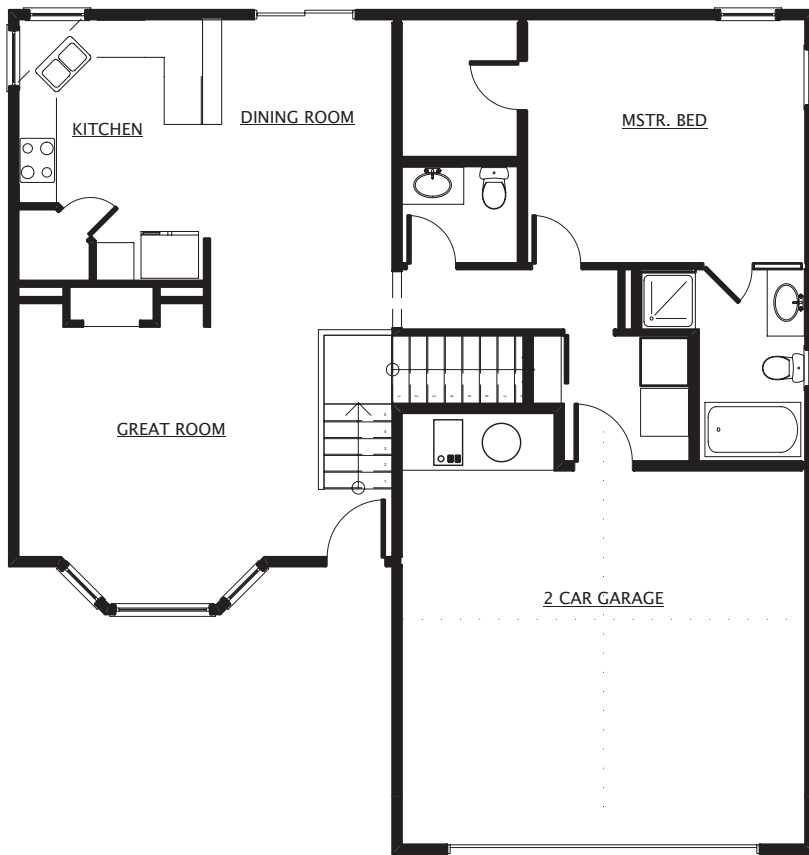 KITCHEN
DINING ROOM
MSTR. BED
GREAT ROOM
2 CAR GARAGE